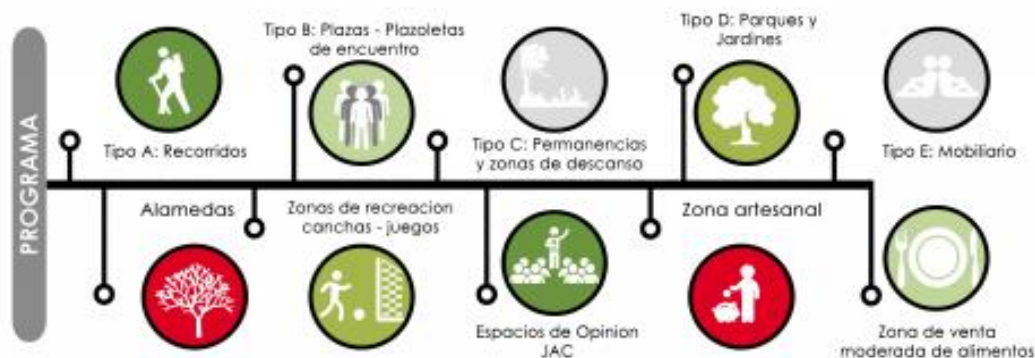 PROGRAMA
Tipo A: Recorridos
Tipo B: Plazas - Plazoletas
de encuentro
Tipo C: Permanencias
y zonas de descanso
Tipo D: Parques y
Jardines
Tipo E: Mobiliario
Alamedas
Zonas de recreacion
canchas - juegos
Espacios de Opinion
JAC
Zona artesanal
Zona de venta
moderada de alimentos